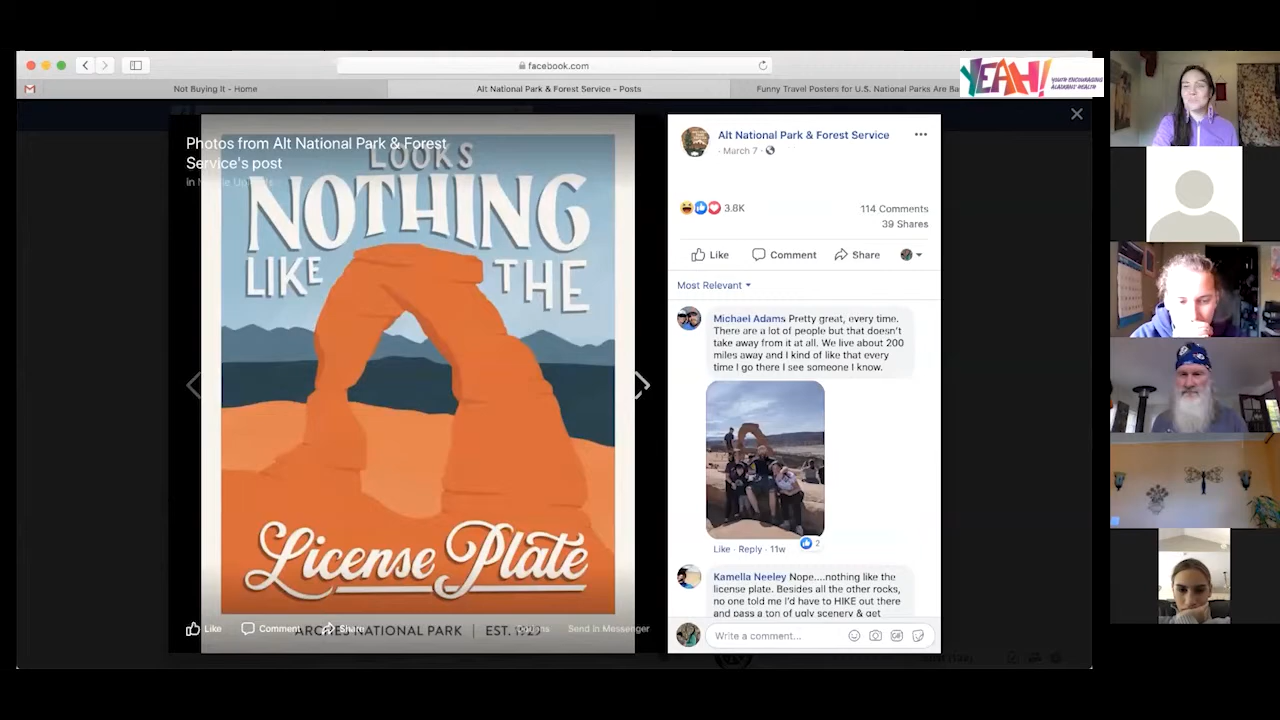 facebook.com
Not Buying It - Home
Alt National Park & Forest Service - Posts
Funny Travel Posters for U.S. National Parks Are Ba
YEAH!
YOUTH ENCOURAGING
ALASKANS' HEALTH
Photos from Alt National Park & Forest
Service's post
LOOKS
NOTHING
LIKE THE
License Plate
NATIONAL PARK | EST.
Like
Comment
Share
Send in Messenger
Alt National Park & Forest Service
· March 7 ·
3.8K
114 Comments
39 Shares
Like
Comment
Share
Most Relevant
Michael Adams Pretty great, every time.
There are a lot of people but that doesn't
take away from it at all. We live about 200
miles away and I kind of like that every
time I go there I see someone I know.
Like · Reply · 11w
2
Kamella Neeley Nope....nothing like the
license plate. Besides all the other rocks,
no one told me I'd have to HIKE out there
and pass a ton of ugly scenery & get
Write a comment...
GIF